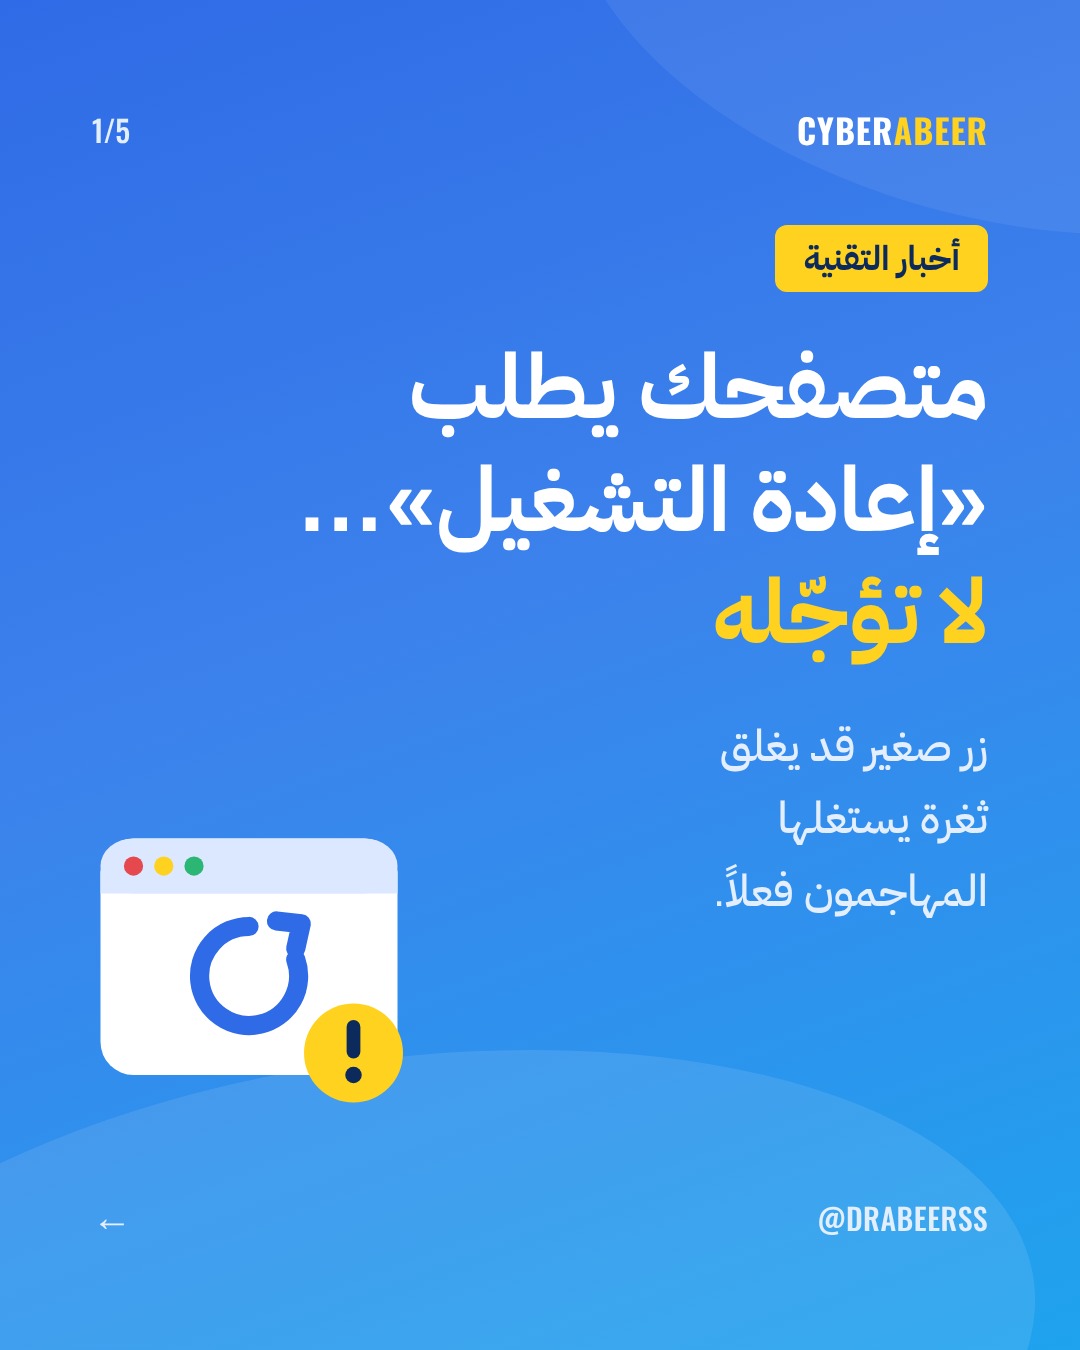 CYBERABEER
1/5
أخبار التقنية
متصفحك يطلب
«إعادة التشغيل»...
لا تؤجّله
زر صغير قد يغلق
ثغرة يستغلها
المهاجمون فعلاً.
@DRABEERSS
←